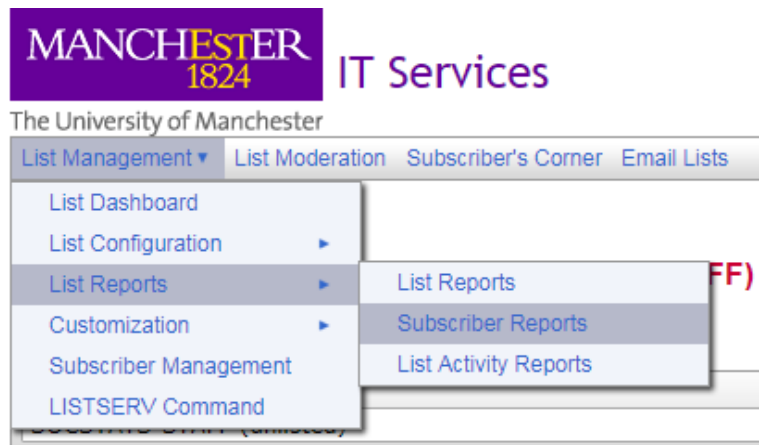 MANCHESTER
1824
IT Services
The University of Manchester
List Management ▾ List Moderation Subscriber's Corner Email Lists
List Dashboard
List Configuration ▸
List Reports ▸
Customization ▸
Subscriber Management
LISTSERV Command
List Reports
Subscriber Reports
List Activity Reports
FF)